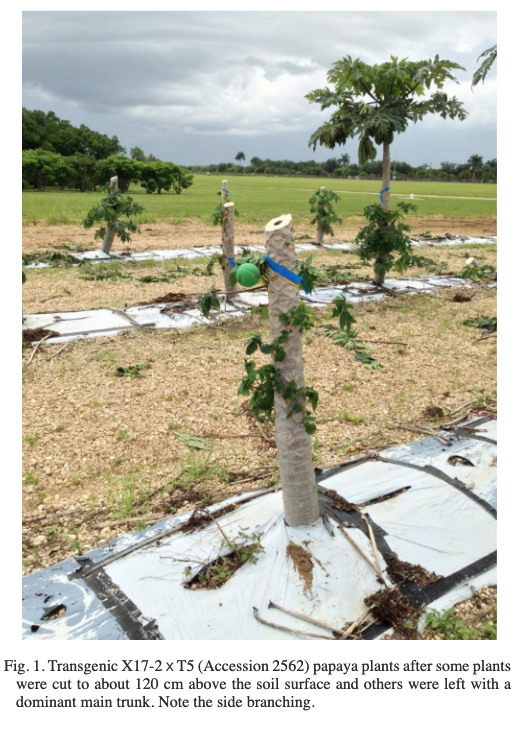 Fig. 1. Transgenic X17-2 x T5 (Accession 2562) papaya plants after some plants
were cut to about 120 cm above the soil surface and others were left with a
dominant main trunk. Note the side branching.